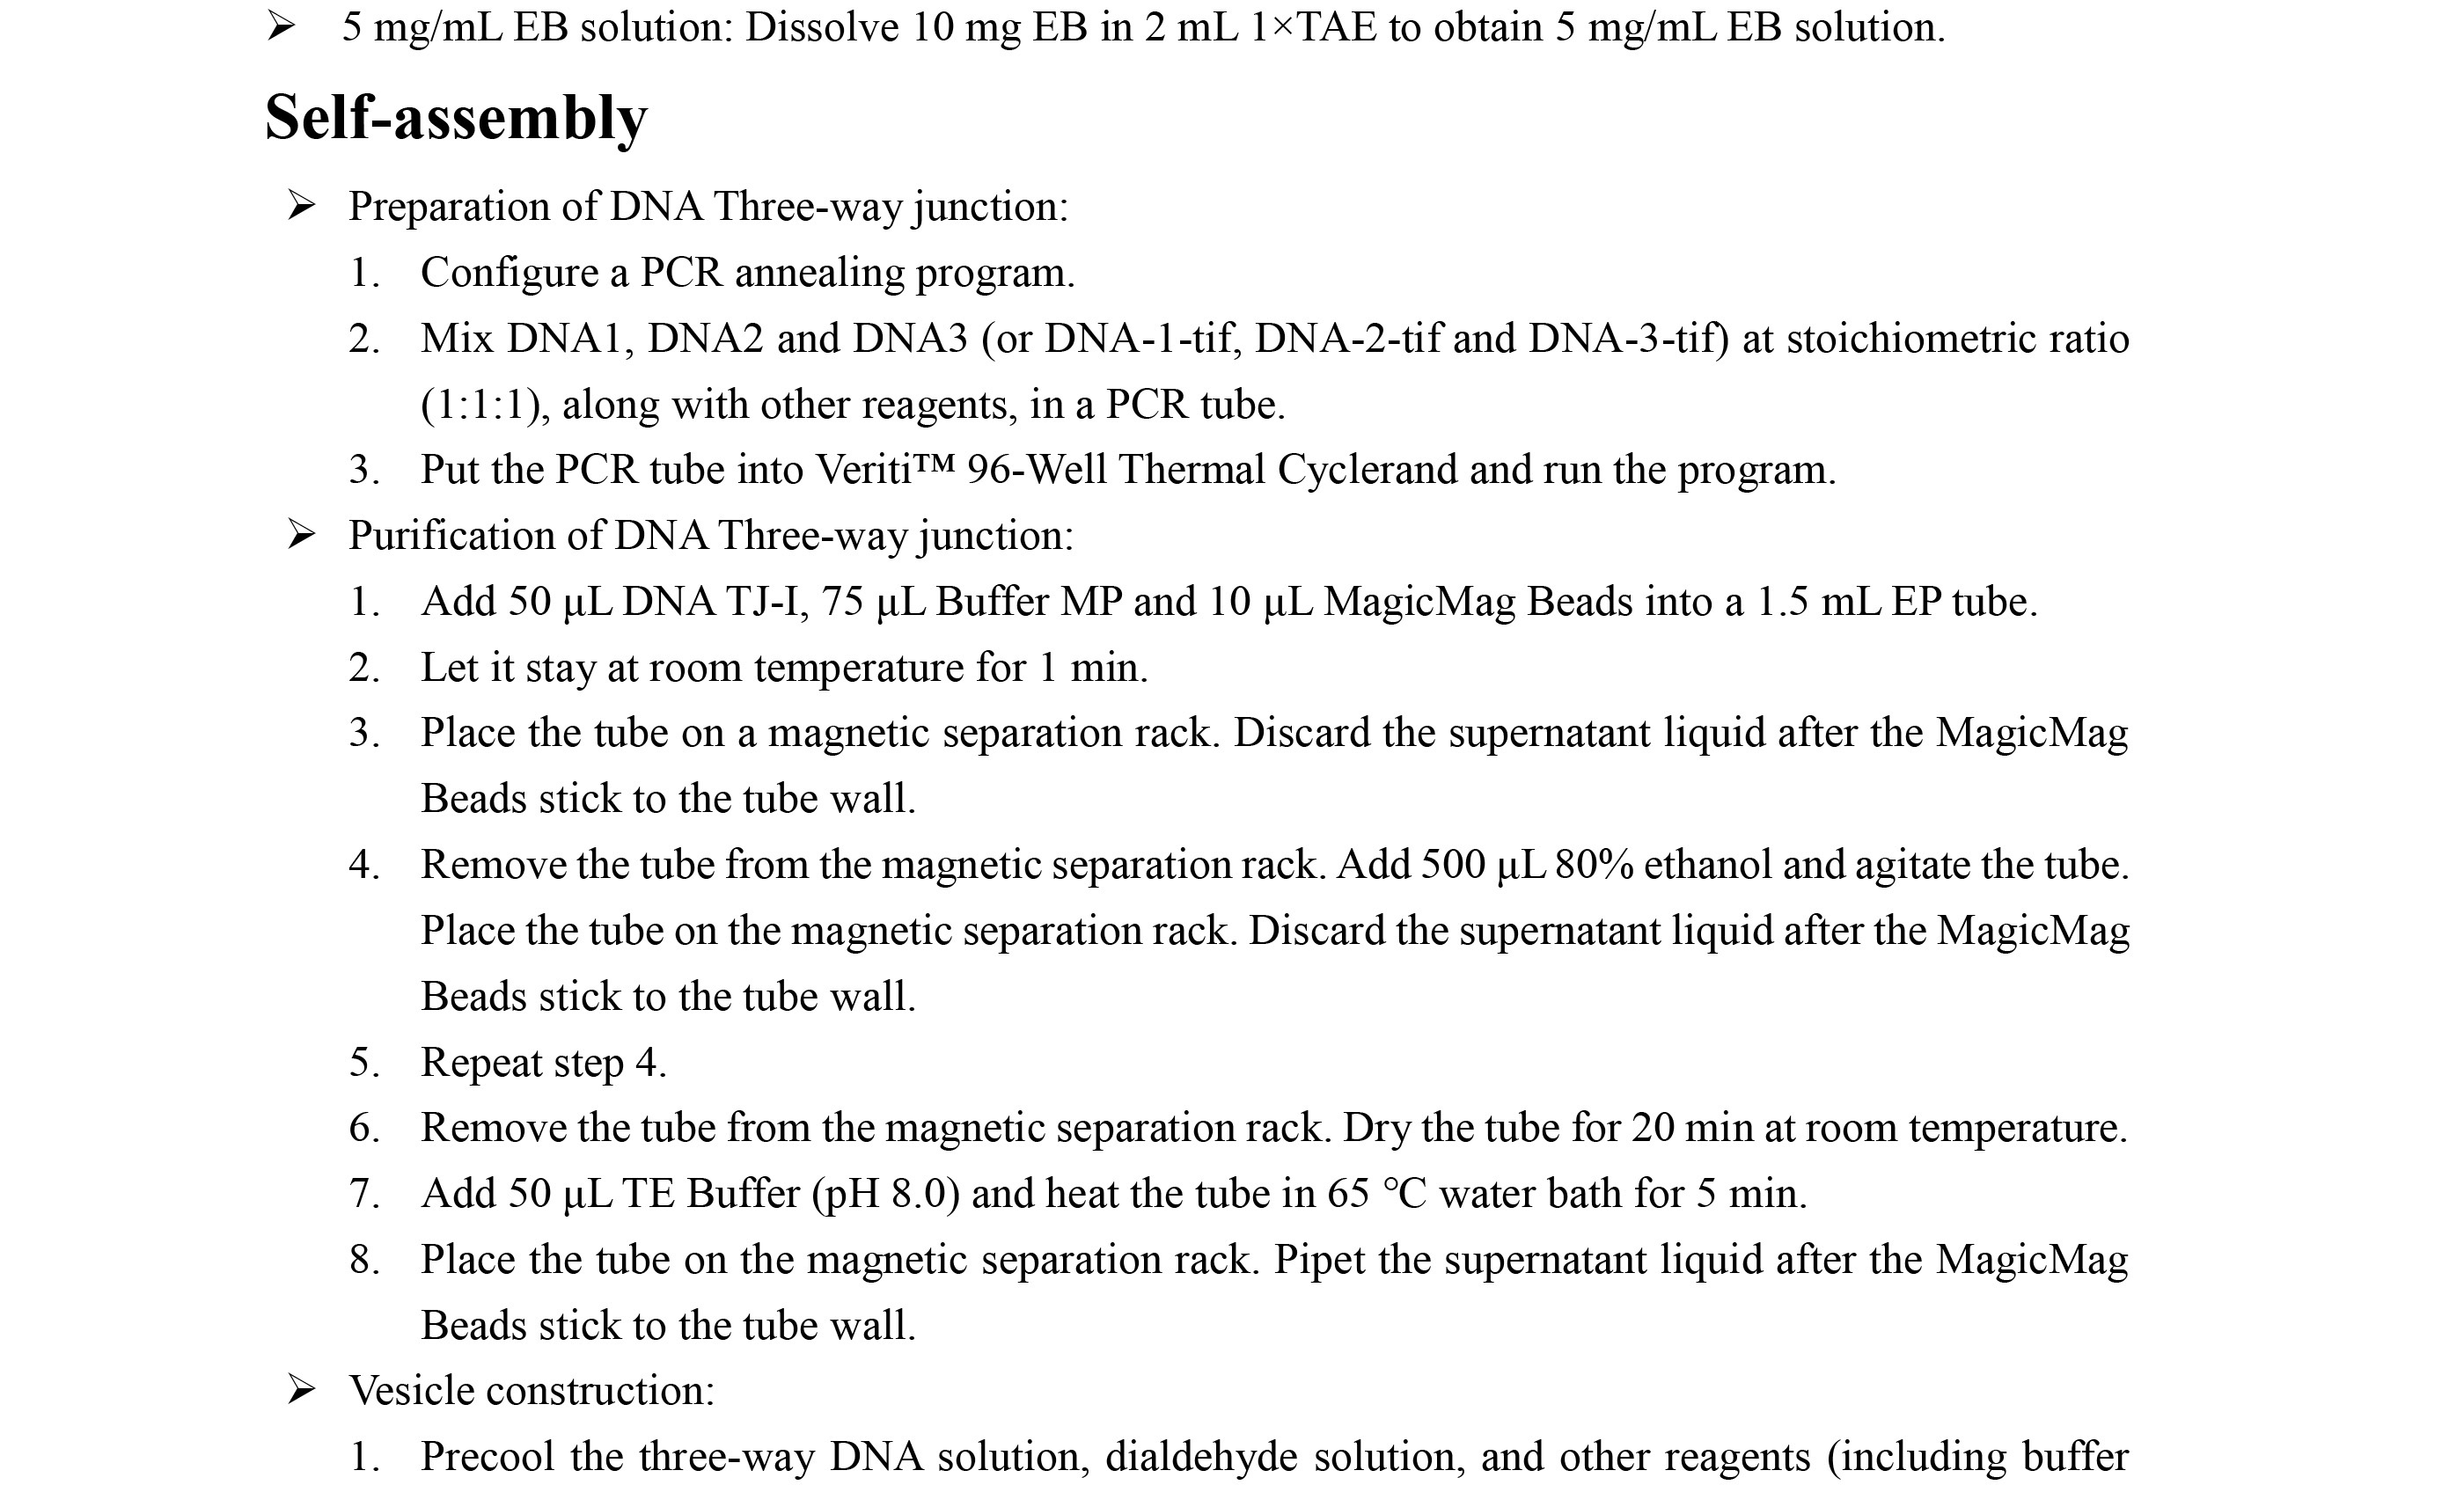 ➢ 5 mg/mL EB solution: Dissolve 10 mg EB in 2 mL 1×TAE to obtain 5 mg/mL EB solution.
Self-assembly
➢ Preparation of DNA Three-way junction:
1. Configure a PCR annealing program.
2. Mix DNA1, DNA2 and DNA3 (or DNA-1-tif, DNA-2-tif and DNA-3-tif) at stoichiometric ratio
(1:1:1), along with other reagents, in a PCR tube.
3. Put the PCR tube into Veriti™ 96-Well Thermal Cyclerand and run the program.
➢ Purification of DNA Three-way junction:
1. Add 50 μL DNA TJ-I, 75 μL Buffer MP and 10 μL MagicMag Beads into a 1.5 mL EP tube.
2. Let it stay at room temperature for 1 min.
3. Place the tube on a magnetic separation rack. Discard the supernatant liquid after the MagicMag
Beads stick to the tube wall.
4. Remove the tube from the magnetic separation rack. Add 500 μL 80% ethanol and agitate the tube.
Place the tube on the magnetic separation rack. Discard the supernatant liquid after the MagicMag
Beads stick to the tube wall.
5. Repeat step 4.
6. Remove the tube from the magnetic separation rack. Dry the tube for 20 min at room temperature.
7. Add 50 μL TE Buffer (pH 8.0) and heat the tube in 65 ℃ water bath for 5 min.
8. Place the tube on the magnetic separation rack. Pipet the supernatant liquid after the MagicMag
Beads stick to the tube wall.
➢ Vesicle construction:
1. Precool the three-way DNA solution, dialdehyde solution, and other reagents (including buffer